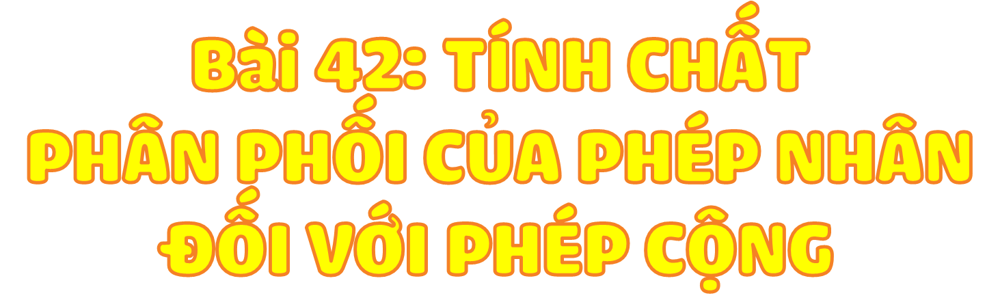 Bài 42: TÍNH CHẤT
PHÂN PHỐI CỦA PHÉP NHÂN
ĐỐI VỚI PHÉP CỘNG